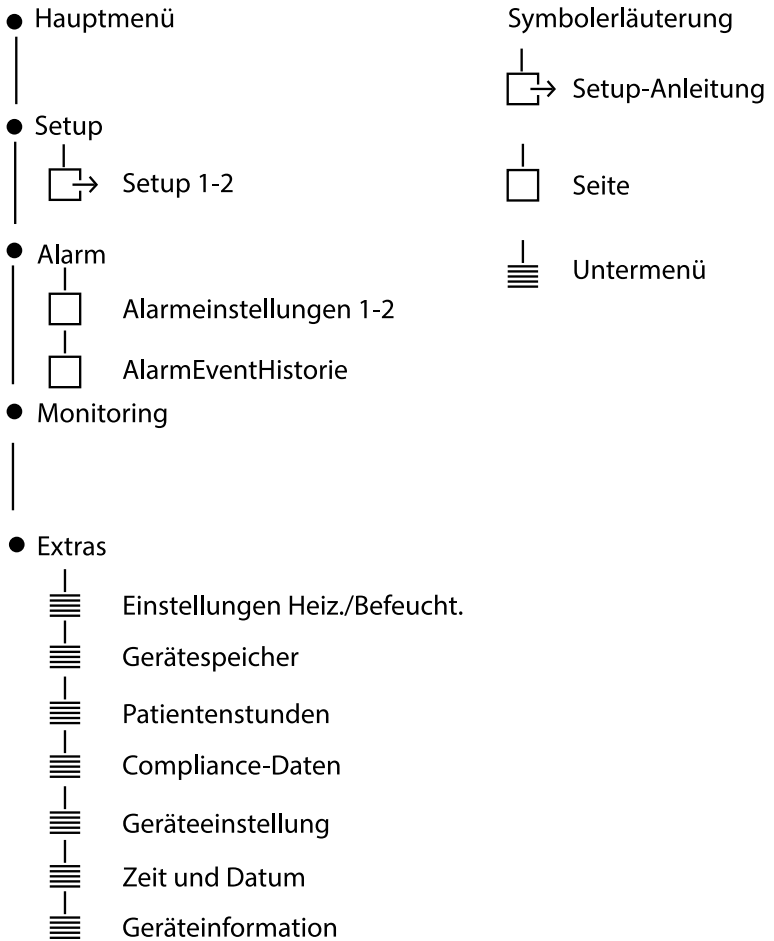 Hauptmenü
Setup
Setup 1-2
Alarm
Alarmeinstellungen 1-2
AlarmEventHistorie
Monitoring
Extras
Einstellungen Heiz./Befeucht.
Gerätespeicher
Patientenstunden
Compliance-Daten
Geräteeinstellung
Zeit und Datum
Geräteinformation
Symbolerläuterung
Setup-Anleitung
Seite
Untermenü